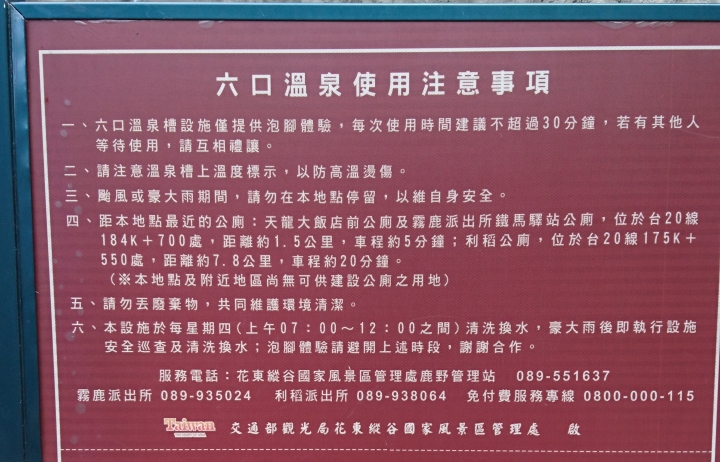 六口溫泉使用注意事項
一、六口溫泉槽設施僅提供泡腳體驗，每次使用時間建議不超過30分鐘，若有其他人
等待使用，請互相禮讓。
二、請注意溫泉槽上溫度標示，以防高溫燙傷。
三、颱風或豪大雨期間，請勿在本地點停留，以維自身安全。
四、距本地點最近的公廁：天龍大飯店前公廁及霧鹿派出所鐵馬驛站公廁，位於台20線
184K+700處，距離約1.5公里，車程約5分鐘；利稻公廁，位於台20線175K+
550處，距離約7.8公里，車程約20分鐘。
（※本地點及附近地區尚無可供建設公廁之用地）
五、請勿丟廢棄物，共同維護環境清潔。
六、本設施於每星期四(上午07：00～12：00之間)清洗換水，豪大雨後即執行設施
安全巡查及清洗換水；泡腳體驗請避開上述時段，謝謝合作。
服務電話：花東縱谷國家風景區管理處鹿野管理站 089-551637
霧鹿派出所 089-935024 利稻派出所 089-938064 免付費服務專線 0800-000-115
Taiwan 交通部觀光局花東縱谷國家風景區管理處 啟